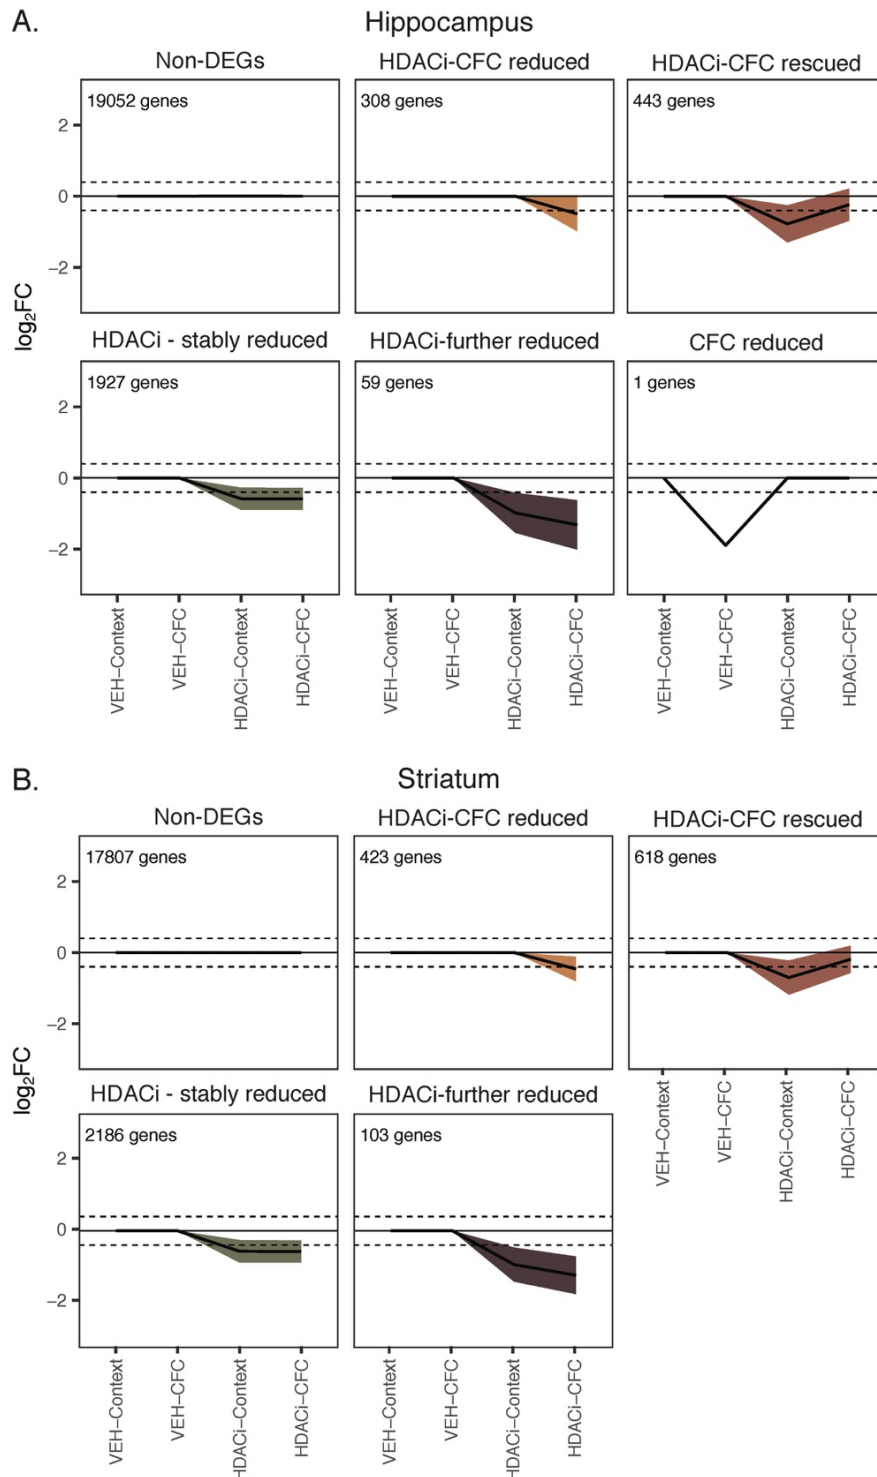 A.
Hippocampus
Non-DEGs
HDACi-CFC reduced
HDACi-CFC rescued
19052 genes
308 genes
443 genes
2
0
−2
log2FC
HDACi - stably reduced
HDACi-further reduced
CFC reduced
1927 genes
59 genes
1 genes
2
0
−2
VEH−Context
VEH−CFC
HDACi−Context
HDACi−CFC
VEH−Context
VEH−CFC
HDACi−Context
HDACi−CFC
VEH−Context
VEH−CFC
HDACi−Context
HDACi−CFC
B.
Striatum
Non-DEGs
HDACi-CFC reduced
HDACi-CFC rescued
17807 genes
423 genes
618 genes
2
0
−2
log2FC
HDACi - stably reduced
HDACi-further reduced
2186 genes
103 genes
2
0
−2
VEH−Context
VEH−CFC
HDACi−Context
HDACi−CFC
VEH−Context
VEH−CFC
HDACi−Context
HDACi−CFC
VEH−Context
VEH−CFC
HDACi−Context
HDACi−CFC